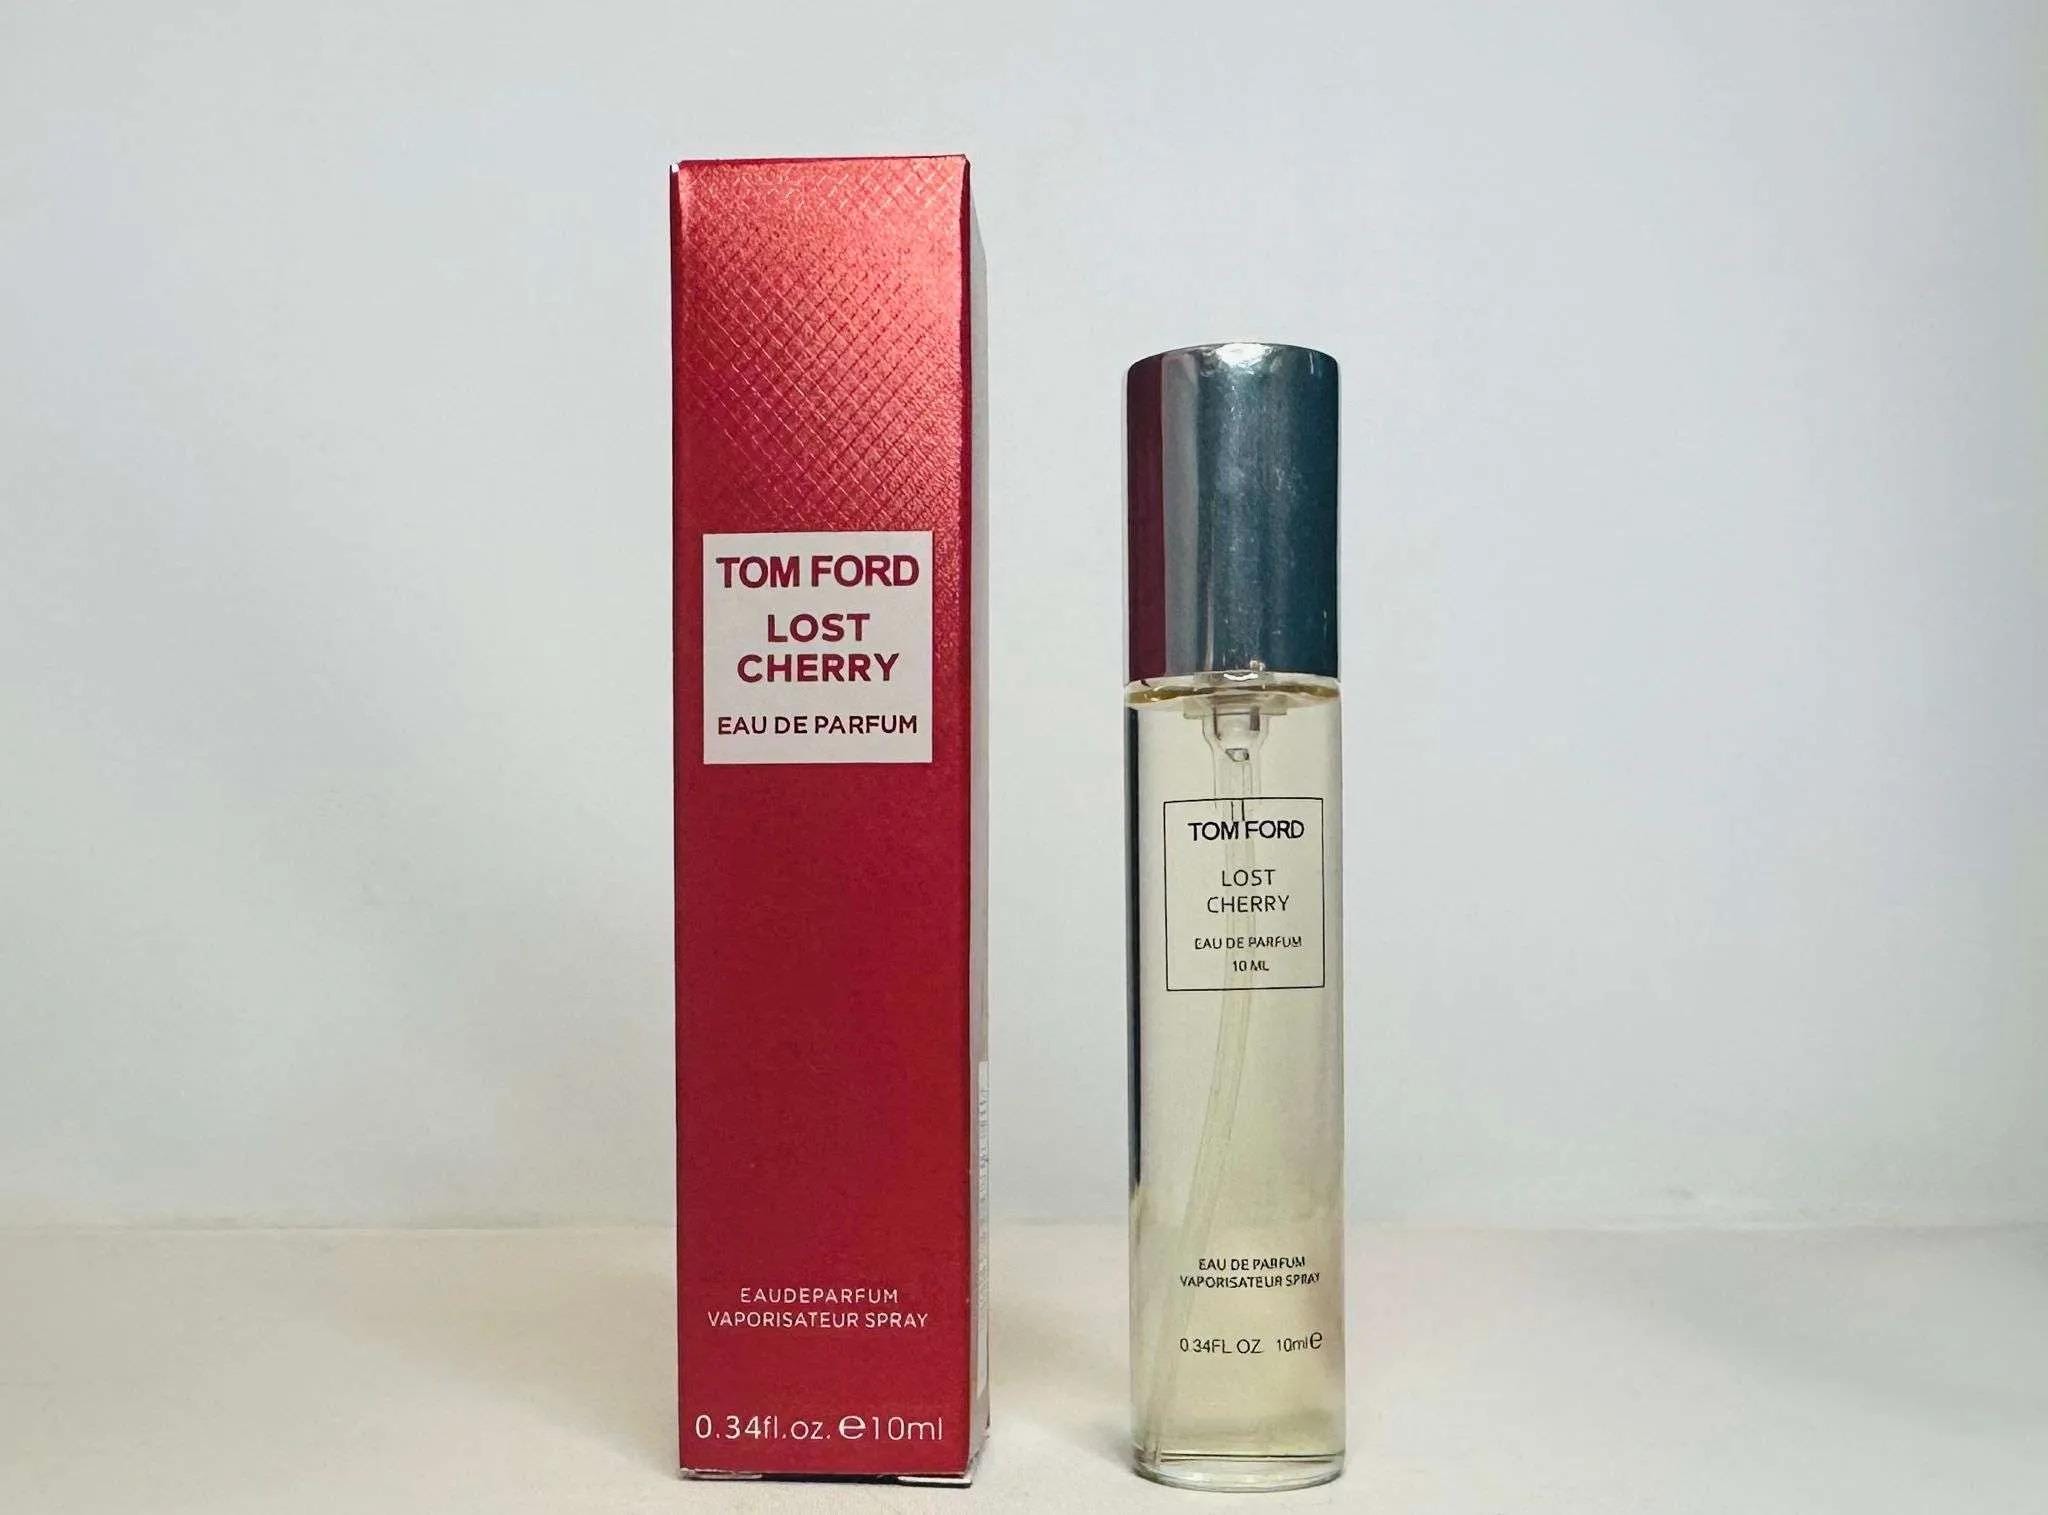 TOM FORD
LOST
CHERRY
EAU DE PARFUM
EAUDEPARFUM
VAPORISATEUR SPRAY
0.34fl.oz. ℮10ml
TOM FORD
LOST
CHERRY
EAU DE PARFUM
10 ML
EAU DE PARFUM
VAPORISATEUR SPRAY
0.34FL OZ. 10ml℮